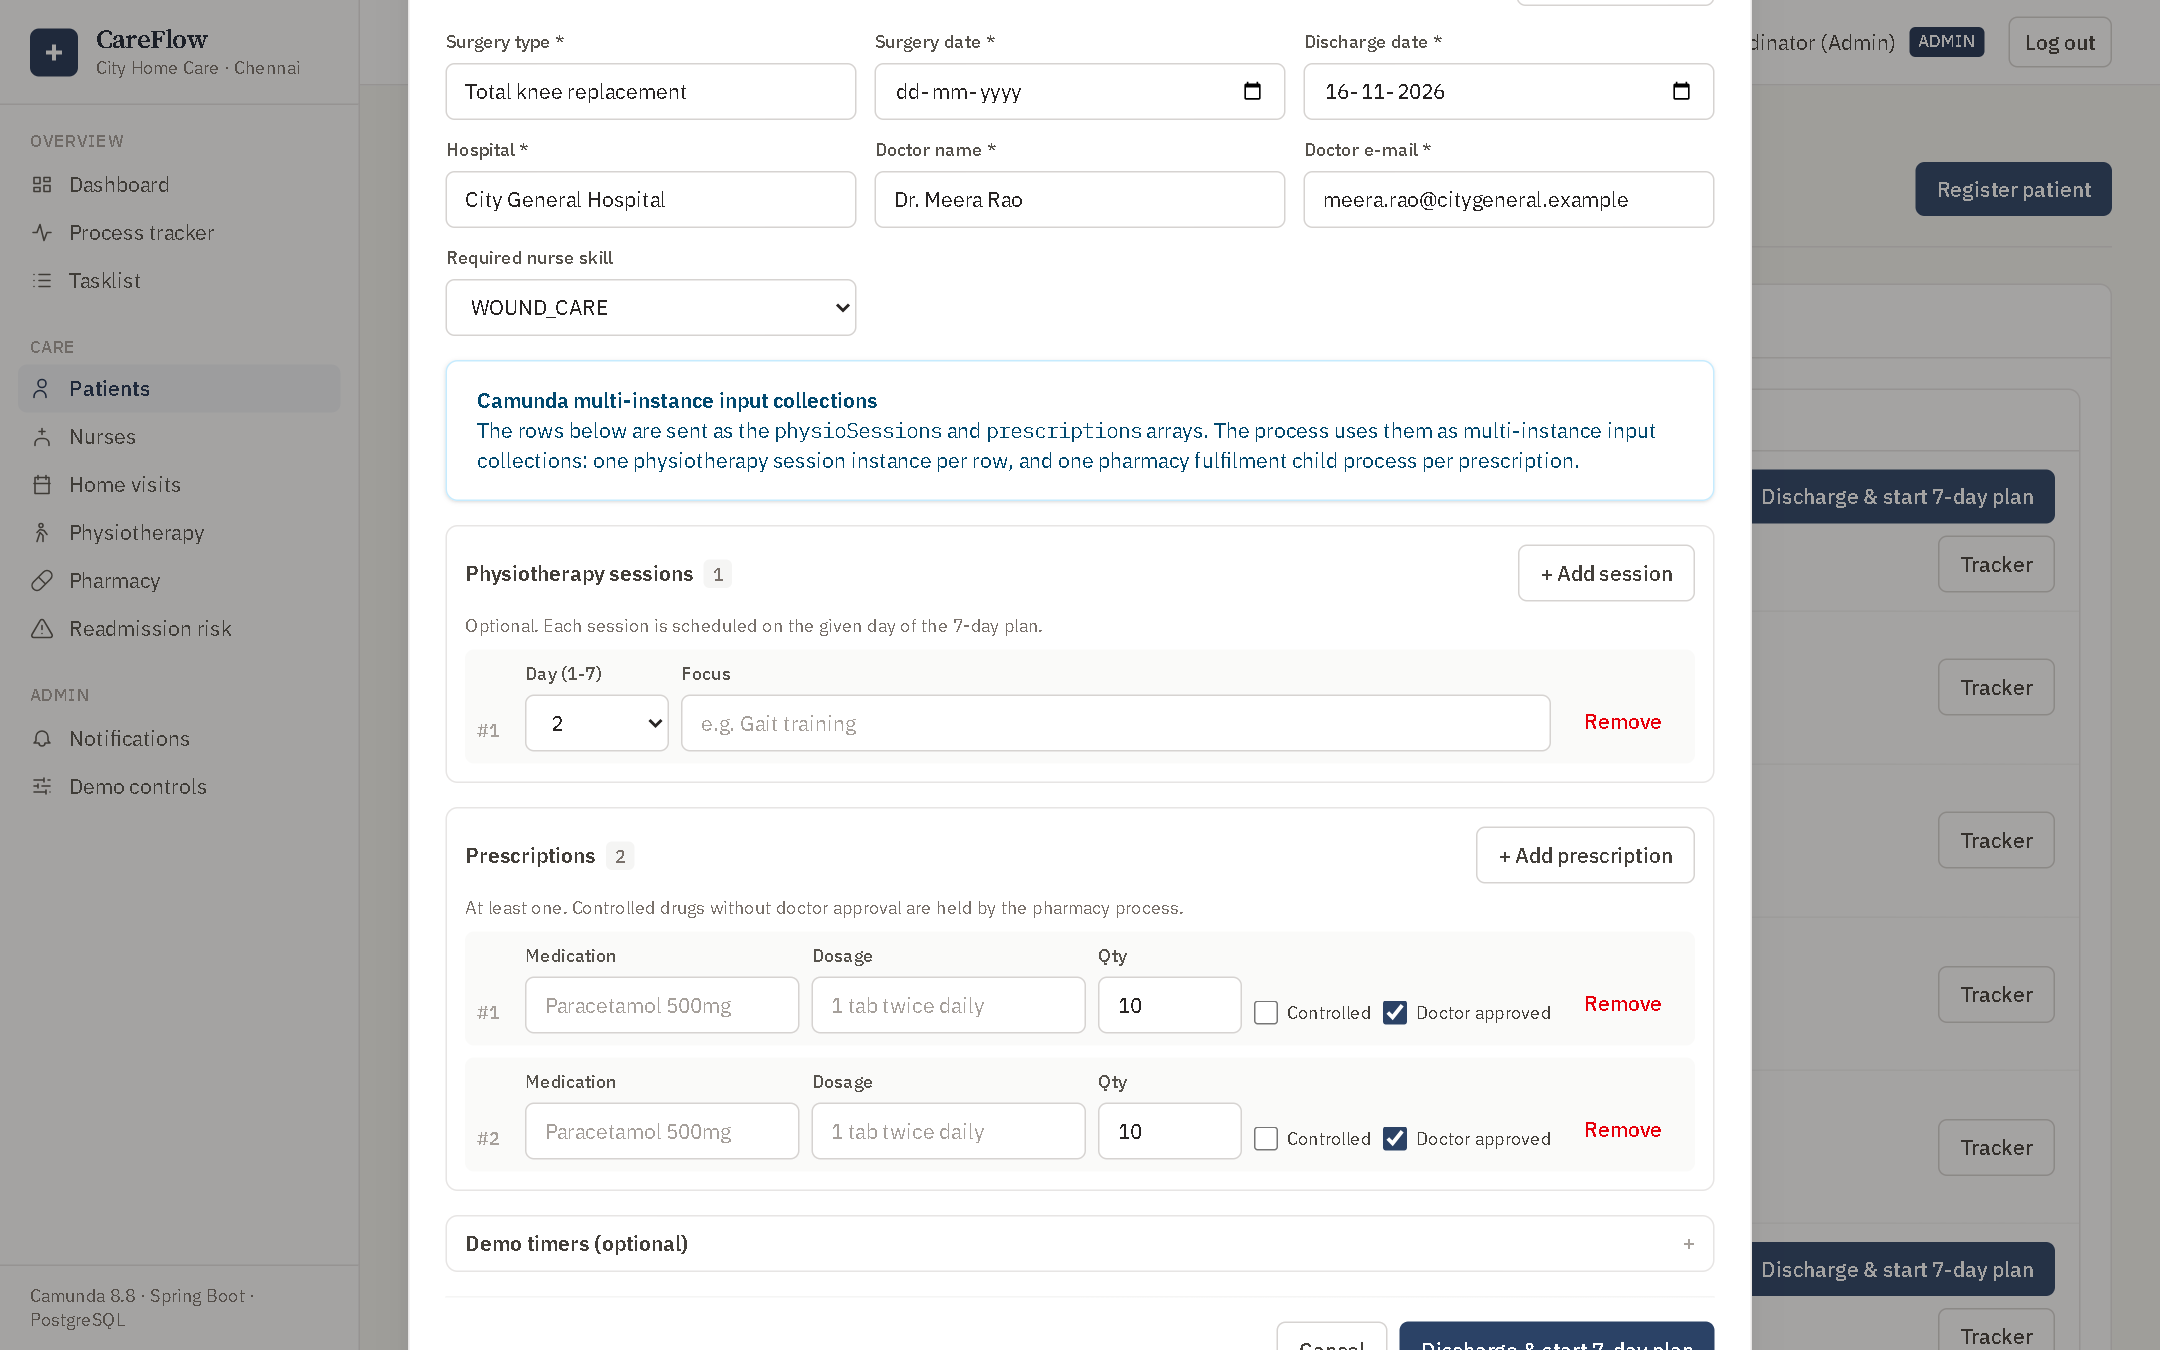 CareFlow
City Home Care · Chennai
OVERVIEW
Dashboard
Process tracker
Tasklist
CARE
Patients
Nurses
Home visits
Physiotherapy
Pharmacy
Readmission risk
ADMIN
Notifications
Demo controls
Camunda 8.8 · Spring Boot ·
PostgreSQL
dinator (Admin) ADMIN Log out
Register patient
Discharge & start 7-day plan
Tracker
Tracker
Tracker
Tracker
Tracker
Discharge & start 7-day plan
Tracker
Surgery type * Surgery date * Discharge date *
Total knee replacement dd-mm-yyyy 16-11-2026
Hospital * Doctor name * Doctor e-mail *
City General Hospital Dr. Meera Rao meera.rao@citygeneral.example
Required nurse skill
WOUND_CARE
Camunda multi-instance input collections
The rows below are sent as the physioSessions and prescriptions arrays. The process uses them as multi-instance input
collections: one physiotherapy session instance per row, and one pharmacy fulfilment child process per prescription.
Physiotherapy sessions 1 + Add session
Optional. Each session is scheduled on the given day of the 7-day plan.
Day (1-7) Focus
#1 2 e.g. Gait training Remove
Prescriptions 2 + Add prescription
At least one. Controlled drugs without doctor approval are held by the pharmacy process.
Medication Dosage Qty
#1 Paracetamol 500mg 1 tab twice daily 10 Controlled Doctor approved Remove
Medication Dosage Qty
#2 Paracetamol 500mg 1 tab twice daily 10 Controlled Doctor approved Remove
Demo timers (optional) +
Cancel Discharge & start 7-day plan